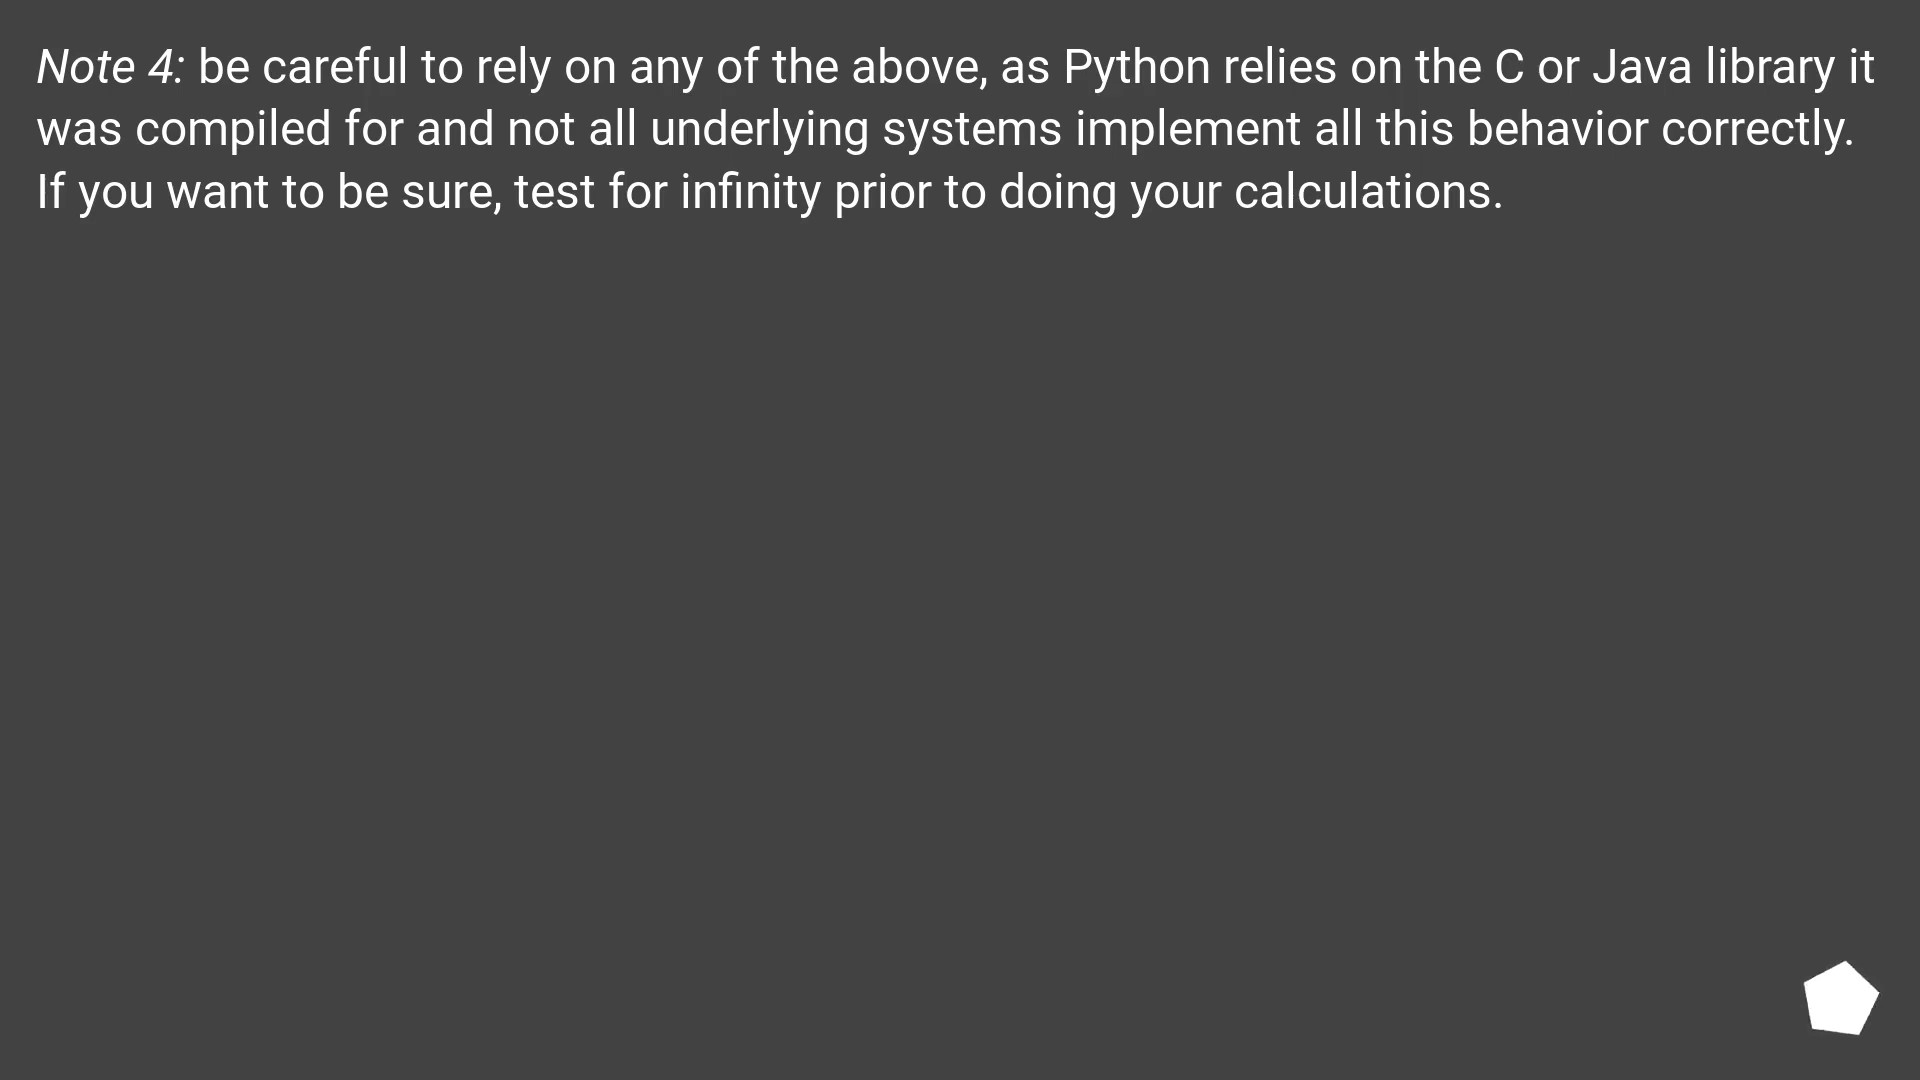 Note 4: be careful to rely on any of the above, as Python relies on the C or Java library it
was compiled for and not all underlying systems implement all this behavior correctly.
If you want to be sure, test for infinity prior to doing your calculations.